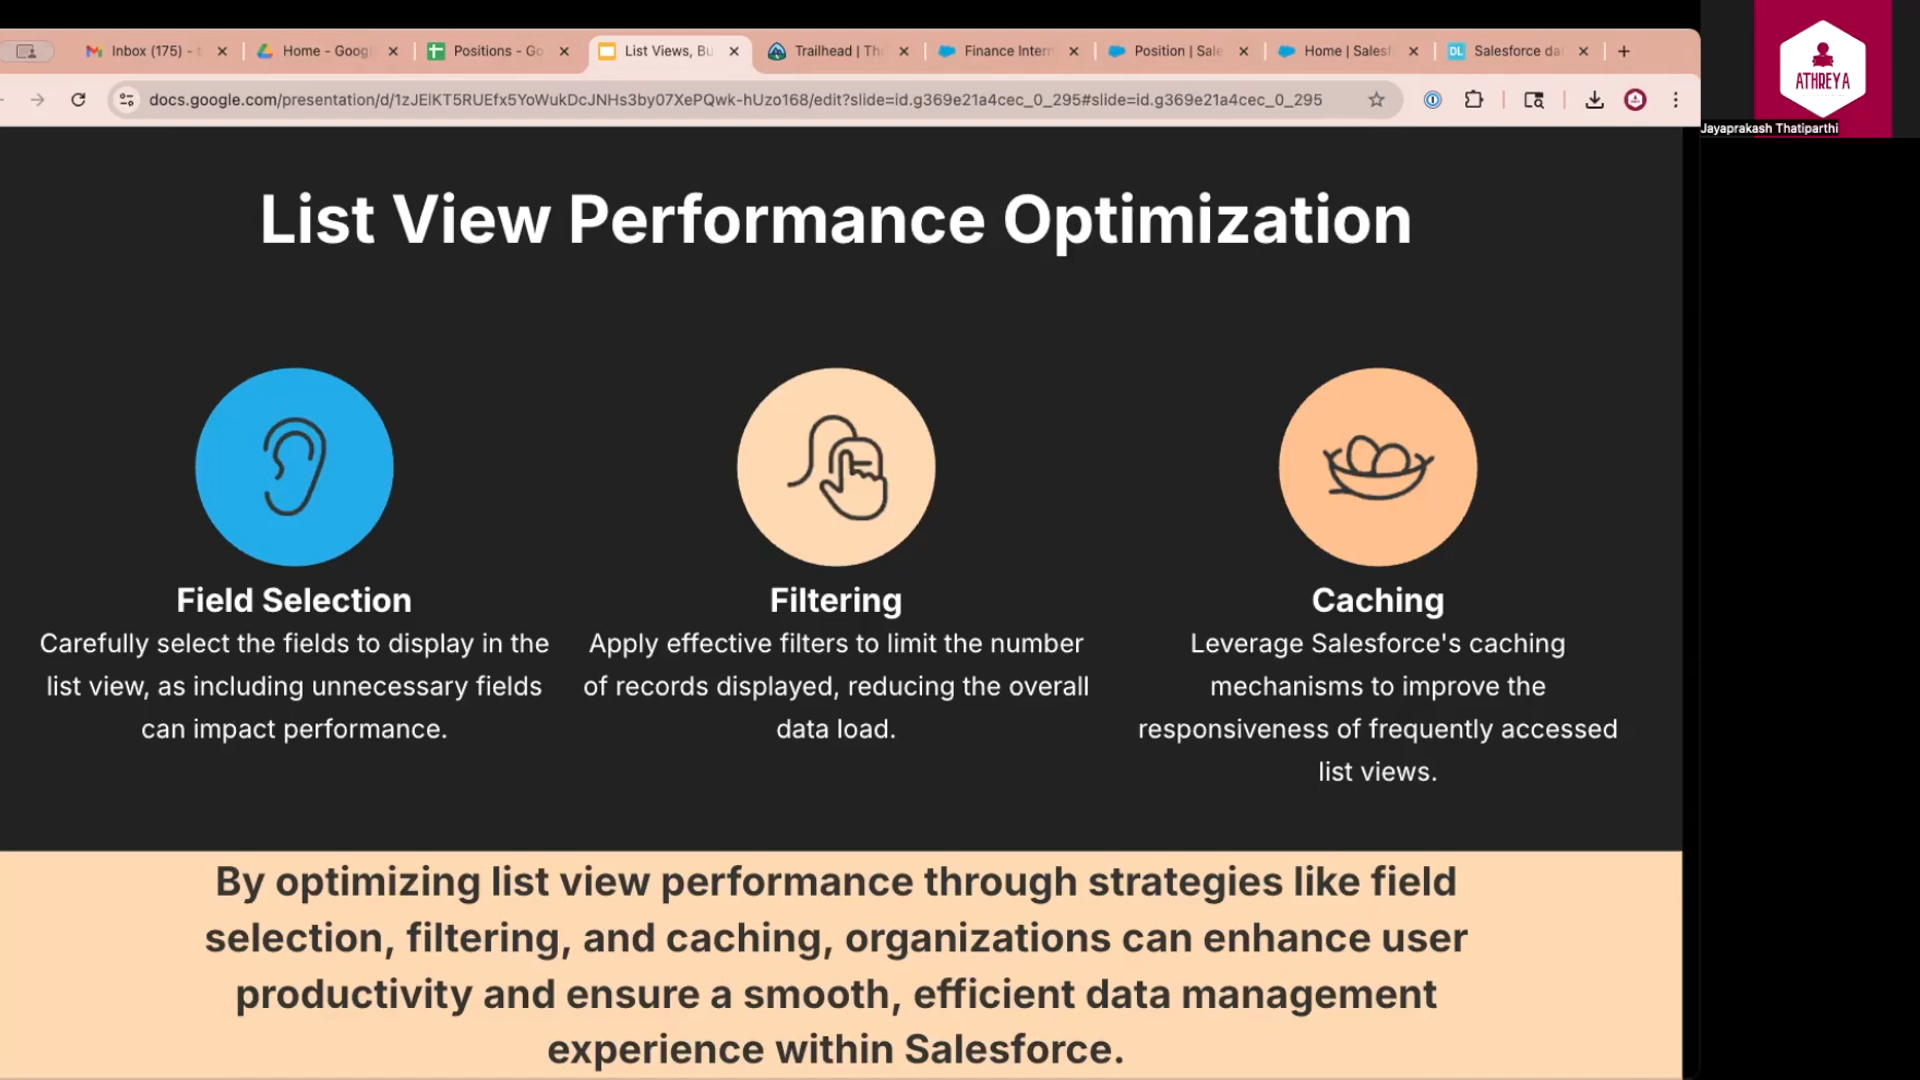 Inbox (175) - t
Home - Goog
Positions - Go
List Views, Bu
Trailhead | Th
Finance Intern
Position | Sale
Home | Salesf
DL
Salesforce da
docs.google.com/presentation/d/1zJElKT5RUEfx5YoWukDcJNHs3by07XePQwk-hUzo168/edit?slide=id.g369e21a4cec_0_295#slide=id.g369e21a4cec_0_295
ATHREYA
Jayaprakash Thatiparthi
List View Performance Optimization
Field Selection
Carefully select the fields to display in the
list view, as including unnecessary fields
can impact performance.
Filtering
Apply effective filters to limit the number
of records displayed, reducing the overall
data load.
Caching
Leverage Salesforce's caching
mechanisms to improve the
responsiveness of frequently accessed
list views.
By optimizing list view performance through strategies like field
selection, filtering, and caching, organizations can enhance user
productivity and ensure a smooth, efficient data management
experience within Salesforce.